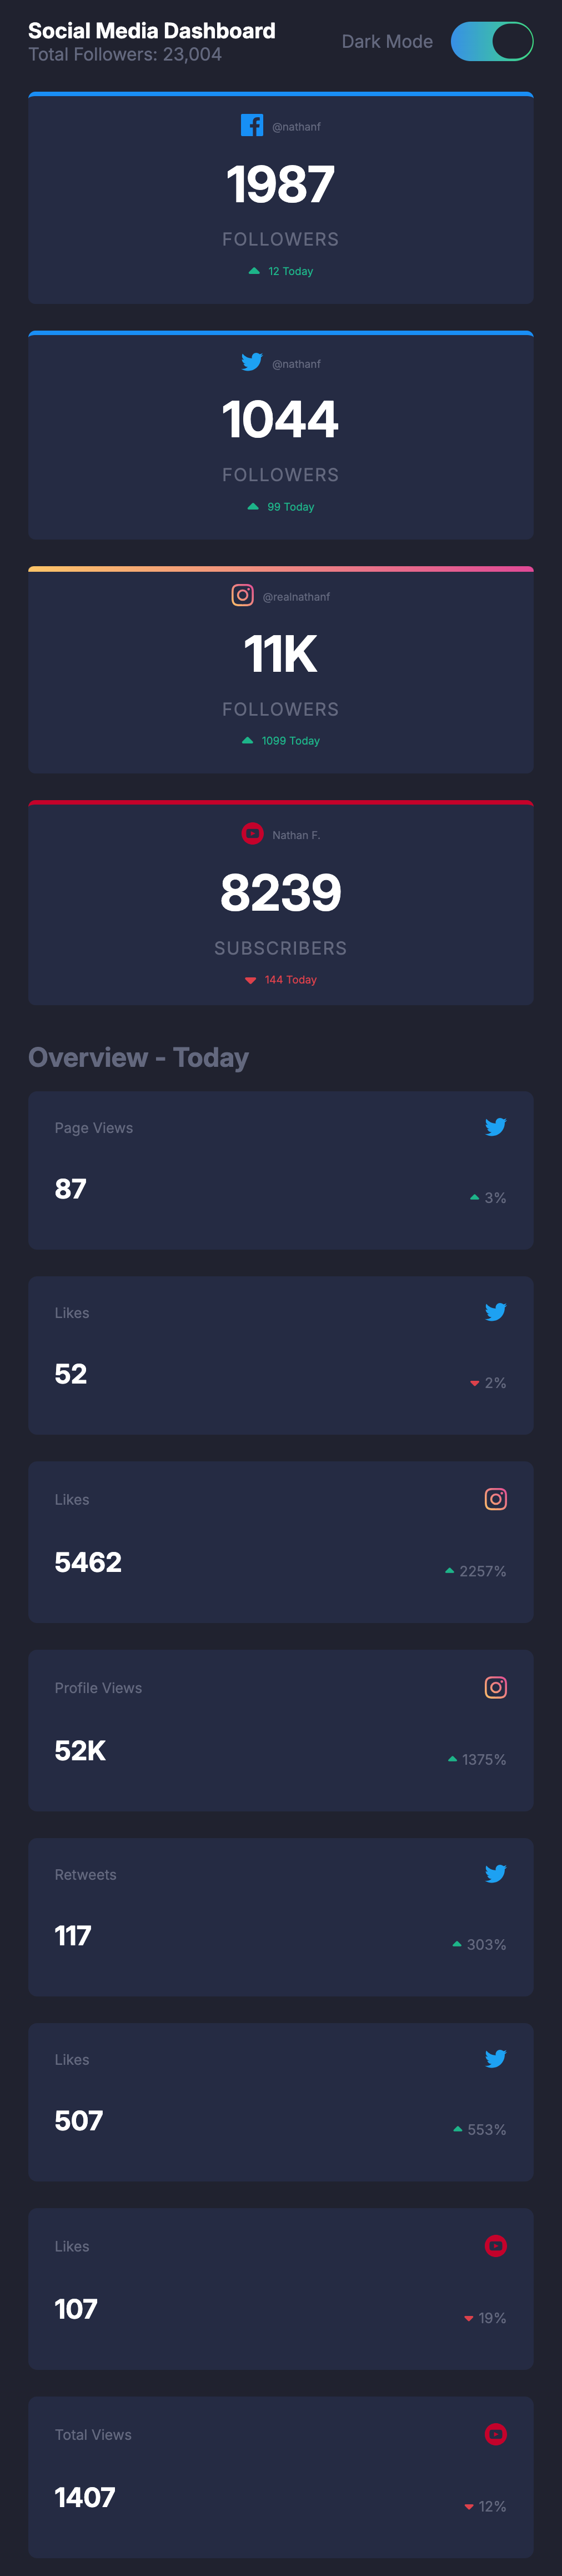 Social Media Dashboard
Total Followers: 23,004
Dark Mode
@nathanf
1987
FOLLOWERS
12 Today
@nathanf
1044
FOLLOWERS
99 Today
@realnathanf
11K
FOLLOWERS
1099 Today
Nathan F.
8239
SUBSCRIBERS
144 Today
Overview - Today
Page Views
87
3%
Likes
52
2%
Likes
5462
2257%
Profile Views
52K
1375%
Retweets
117
303%
Likes
507
553%
Likes
107
19%
Total Views
1407
12%